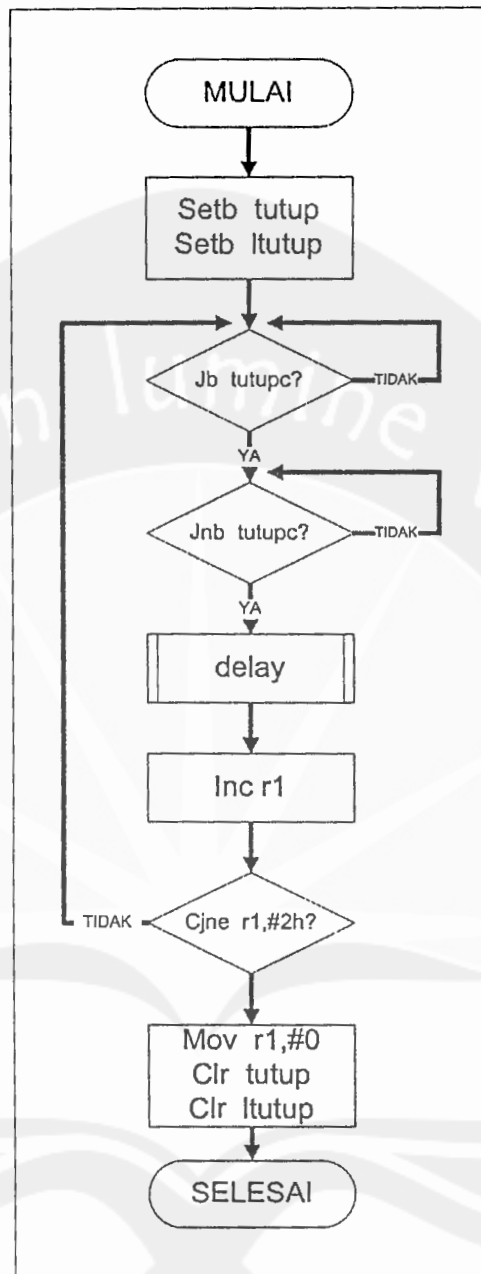 MULAI
Setb tutup
Setb ltutup
Jb tutupc?
TIDAK
YA
Jnb tutupc?
TIDAK
YA
delay
Inc r1
Cjne r1,#2h?
TIDAK
Mov r1,#0
Clr tutup
Clr ltutup
SELESAI
n lumine